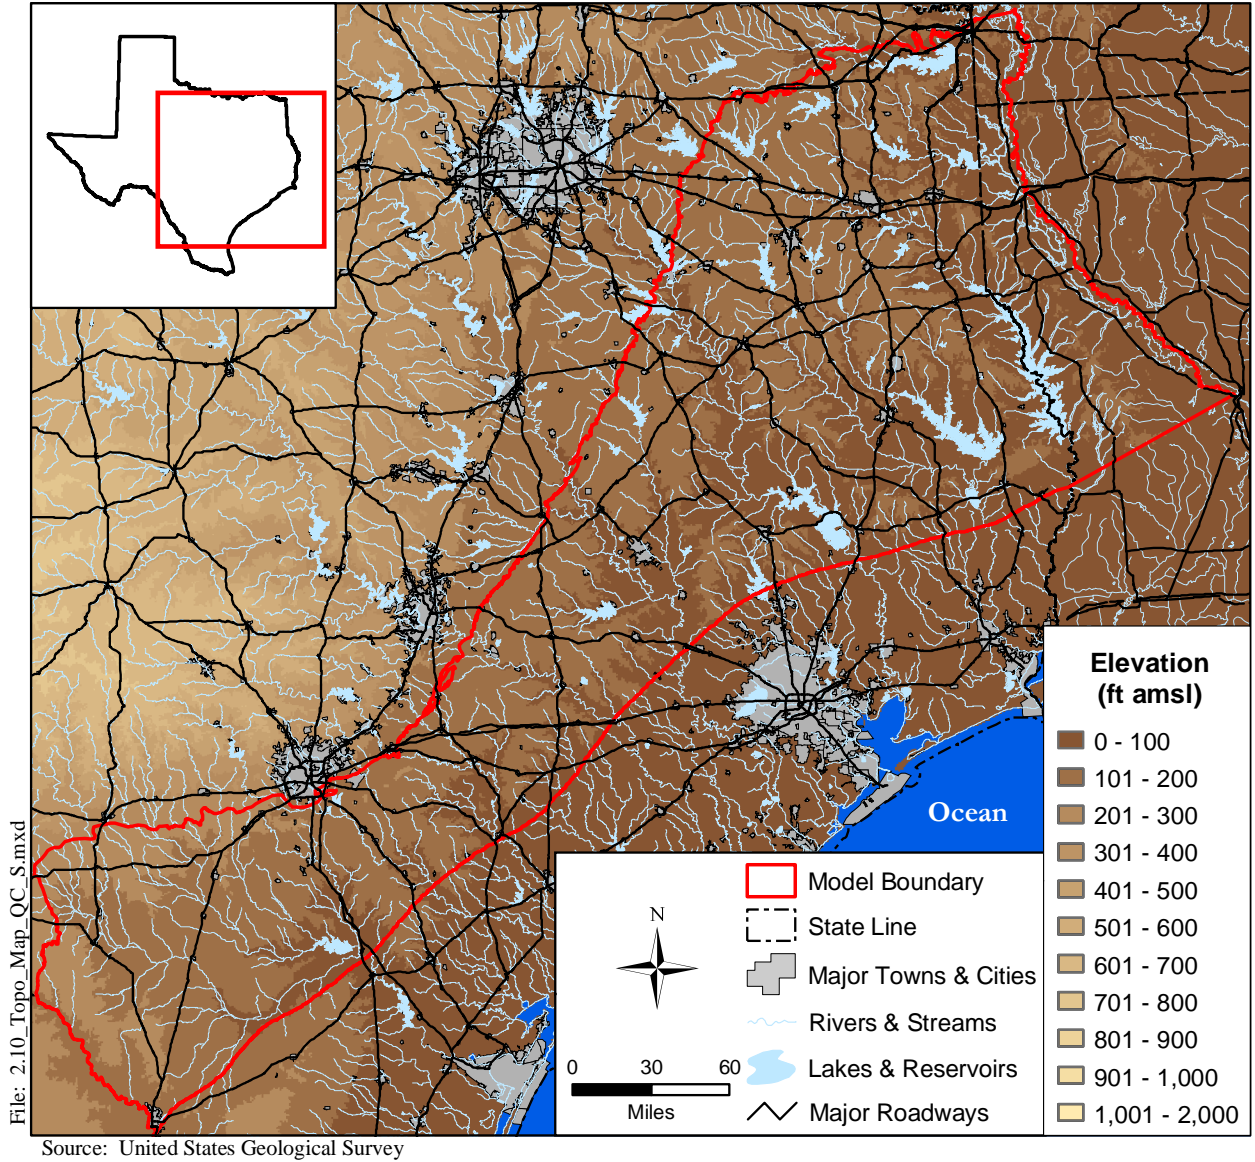 Elevation
(ft amsl)
0 - 100
101 - 200
201 - 300
301 - 400
401 - 500
501 - 600
601 - 700
701 - 800
801 - 900
901 - 1,000
1,001 - 2,000
Ocean
Model Boundary
State Line
Major Towns & Cities
Rivers & Streams
Lakes & Reservoirs
Major Roadways
N
0 30 60
Miles
File: 2.10_Topo_Map_QC_S.mxd
Source: United States Geological Survey